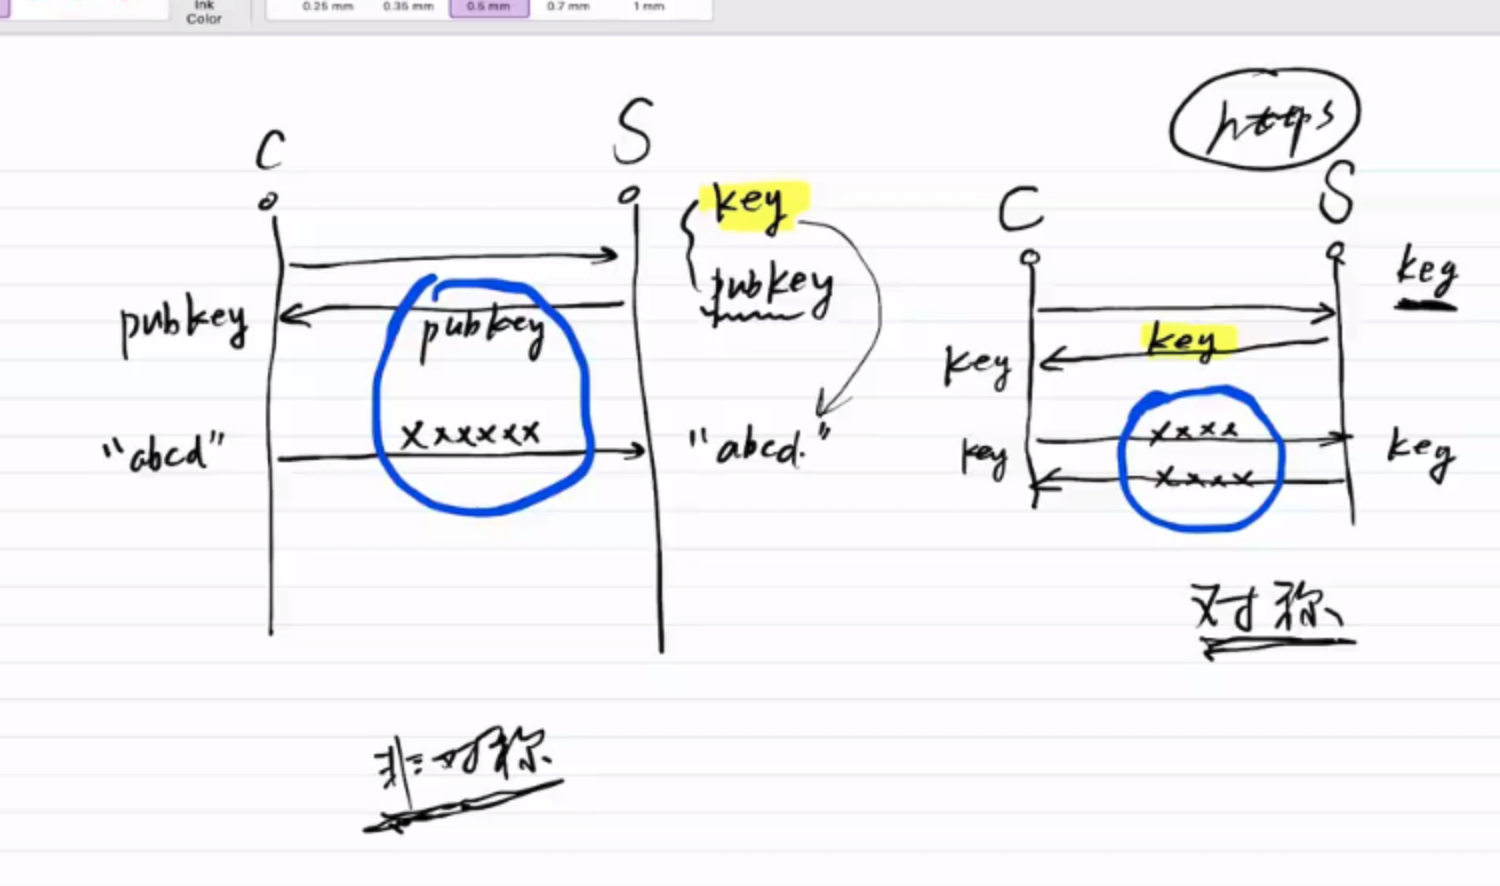 Ink
Color
0.25 mm
0.35 mm
0.5 mm
0.7 mm
1 mm
https
C
S
key
pubkey
pubkey
pubkey
"abcd"
xxxxxx
"abcd."
非对称
C
S
key
key
key
key
xxxx
key
xxxx
对称